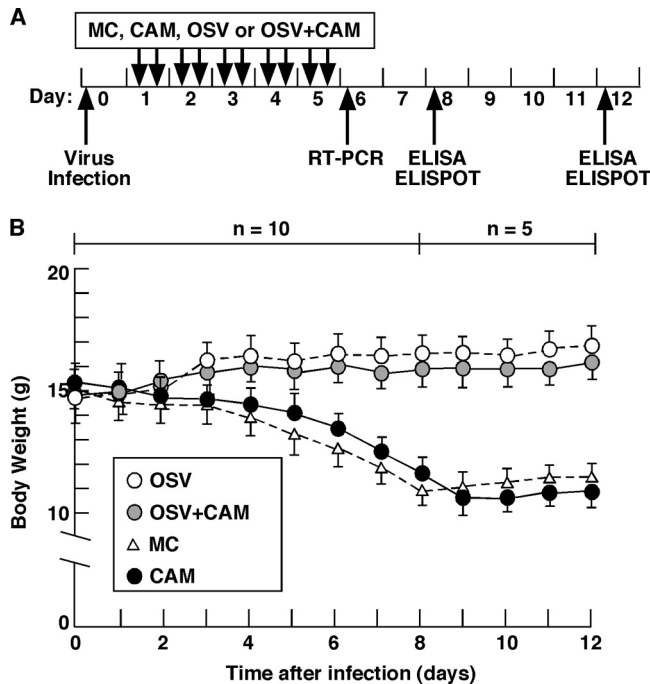 A
MC, CAM, OSV or OSV+CAM
Day: 0 1 2 3 4 5 6 7 8 9 10 11 12
Virus
Infection
RT-PCR
ELISA
ELISPOT
ELISA
ELISPOT
B
n = 10
n = 5
20
15
10
0
Body Weight (g)
OSV
OSV+CAM
MC
CAM
0 2 4 6 8 10 12
Time after infection (days)